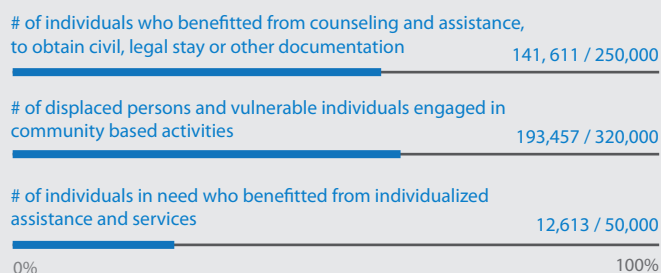 # of individuals who benefitted from counseling and assistance,
to obtain civil, legal stay or other documentation
141, 611 / 250,000
# of displaced persons and vulnerable individuals engaged in
community based activities
193,457 / 320,000
# of individuals in need who benefitted from individualized
assistance and services
12,613 / 50,000
0%
100%